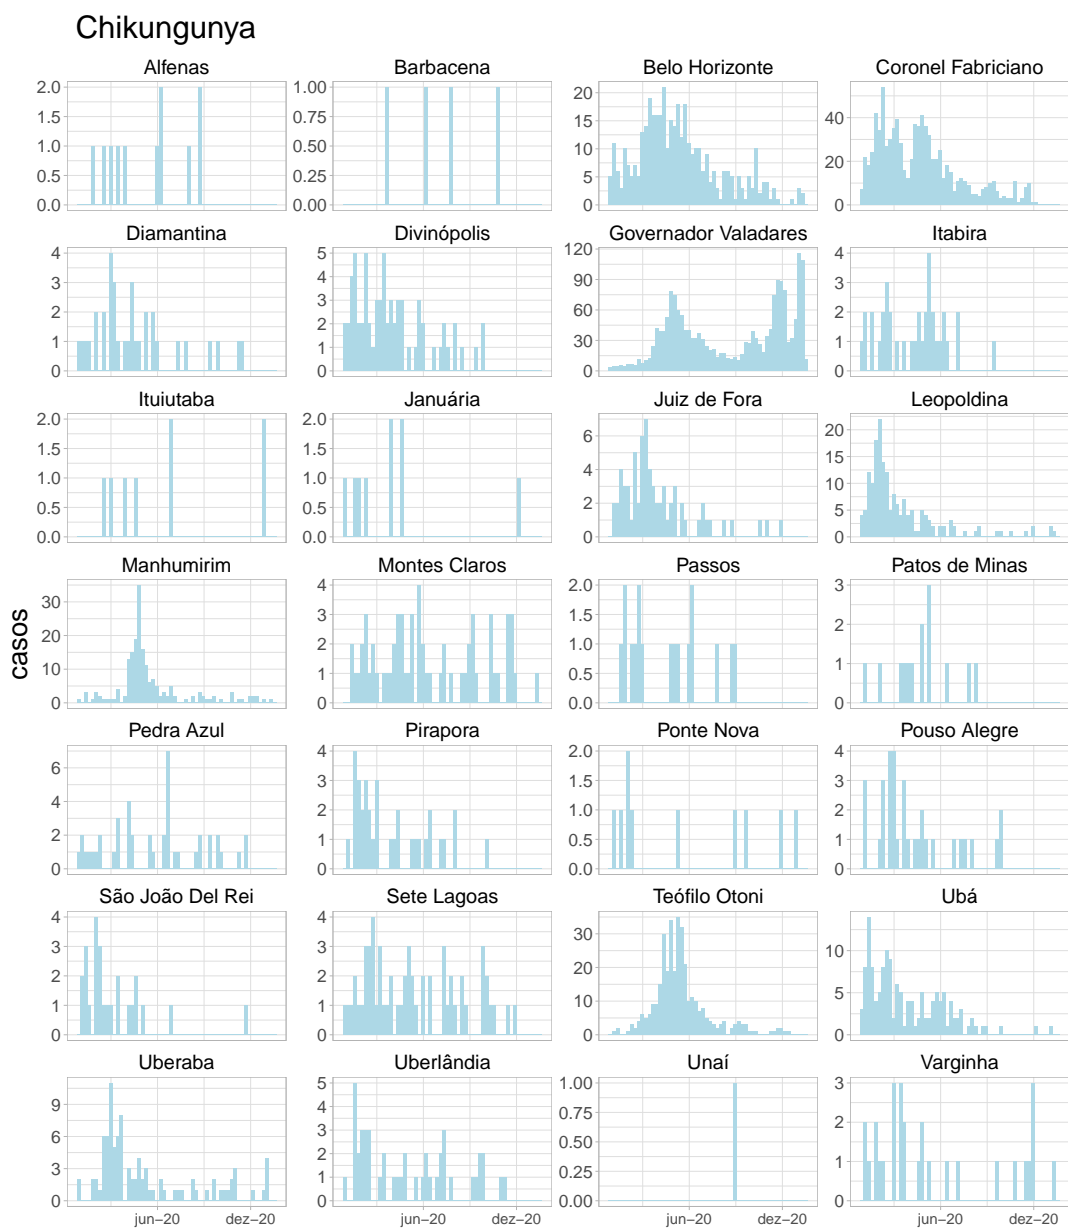 Chikungunya
Alfenas Barbacena Belo Horizonte Coronel Fabriciano
2.0 1.5 1.0 0.5 0.0
1.00 0.75 0.50 0.25 0.00
20 15 10 5 0
40 20 0
Diamantina Divinópolis Governador Valadares Itabira
4 3 2 1 0
5 4 3 2 1 0
120 90 60 30 0
4 3 2 1 0
Ituiutaba Januária Juiz de Fora Leopoldina
2.0 1.5 1.0 0.5 0.0
2.0 1.5 1.0 0.5 0.0
6 4 2 0
20 15 10 5 0
Manhumirim Montes Claros Passos Patos de Minas
casos
30 20 10 0
4 3 2 1 0
2.0 1.5 1.0 0.5 0.0
3 2 1 0
Pedra Azul Pirapora Ponte Nova Pouso Alegre
6 4 2 0
4 3 2 1 0
2.0 1.5 1.0 0.5 0.0
4 3 2 1 0
São João Del Rei Sete Lagoas Teófilo Otoni Ubá
4 3 2 1 0
4 3 2 1 0
30 20 10 0
10 5 0
Uberaba Uberlândia Unaí Varginha
9 6 3 0
5 4 3 2 1 0
1.00 0.75 0.50 0.25 0.00
3 2 1 0
jun–20 dez–20 jun–20 dez–20 jun–20 dez–20 jun–20 dez–20